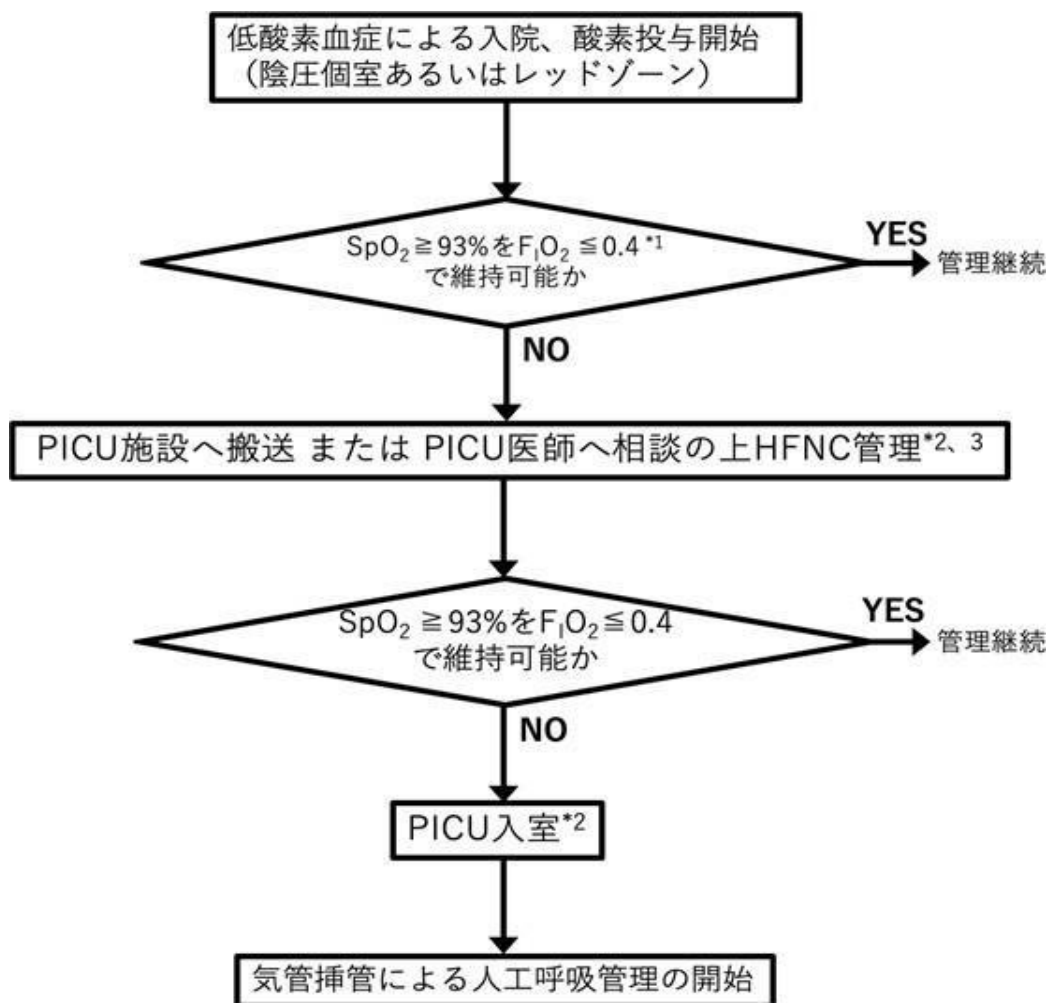 低酸素血症による入院、酸素投与開始
（陰圧個室あるいはレッドゾーン）
SpO₂≧93%をFIO₂≦0.4*1
で維持可能か
YES
管理継続
NO
PICU施設へ搬送 または PICU医師へ相談の上HFNC管理*2、3
SpO₂≧93%をFIO₂≦0.4
で維持可能か
YES
管理継続
NO
PICU入室*2
気管挿管による人工呼吸管理の開始